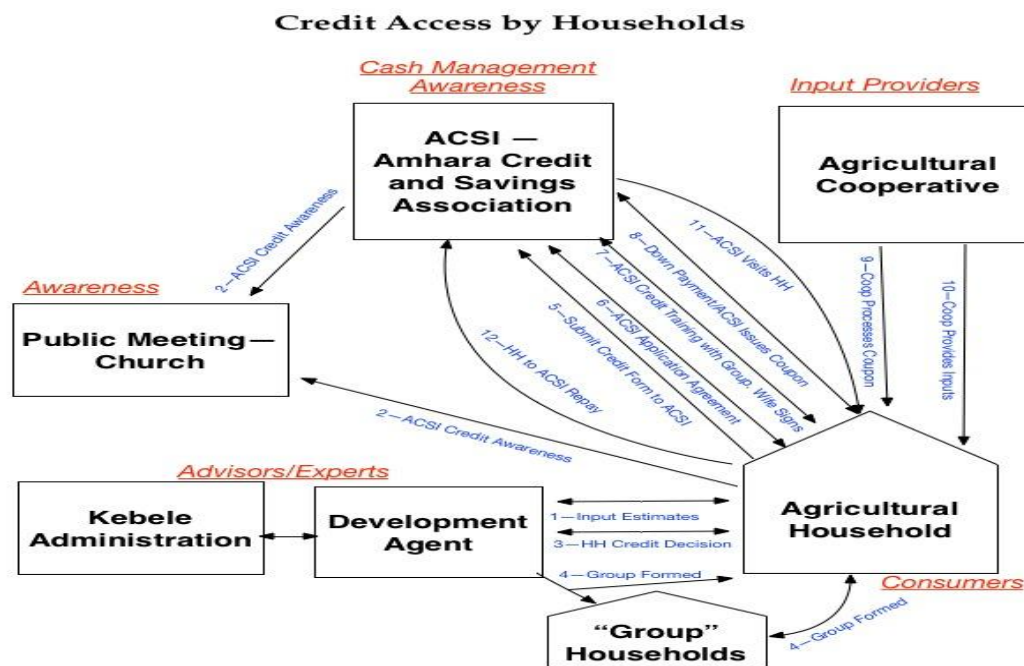 Credit Access by Households
Cash Management
Awareness
Input Providers
ACSI —
Amhara Credit
and Savings
Association
Agricultural
Cooperative
2—ACSI Credit Awareness
11—ACSI Visits HH
8—Down Payment/ACSI Issues Coupon
7—ACSI Credit Training with Group. Wife Signs
6—ACSI Application Agreement
5—Submit Credit Form to ACSI
12—HH to ACSI Repay
9—Coop Processes Coupon
10—Coop Provides Inputs
Awareness
Public Meeting—
Church
2—ACSI Credit Awareness
Advisors/Experts
Kebele
Administration
Development
Agent
1—Input Estimates
3—HH Credit Decision
4—Group Formed
Agricultural
Household
Consumers
4—Group Formed
“Group”
Households